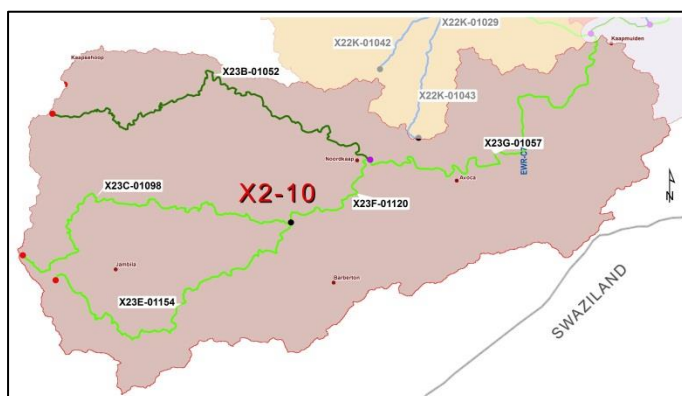 X22K-01029
Kaapsehoop
X22K-01042
Kaapmuiden
X23B-01052
X22K-01043
X23G-01057
Noordkaap
EWR-C7
Avoca
X23C-01098
X2-10
X23F-01120
N
Jambila
Barberton
X23E-01154
SWAZILAND